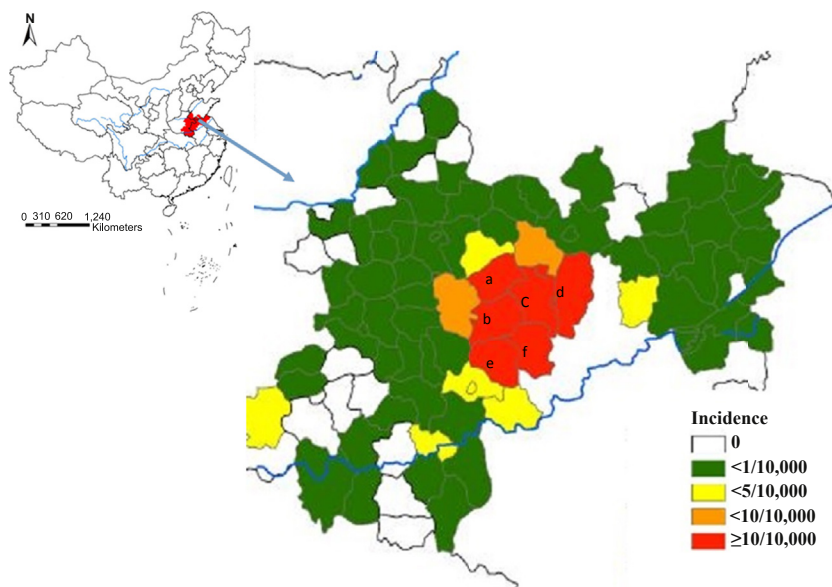 N
0 310 620 1,240
Kilometers
a
d
C
b
f
e
Incidence
0
<1/10,000
<5/10,000
<10/10,000
≥10/10,000